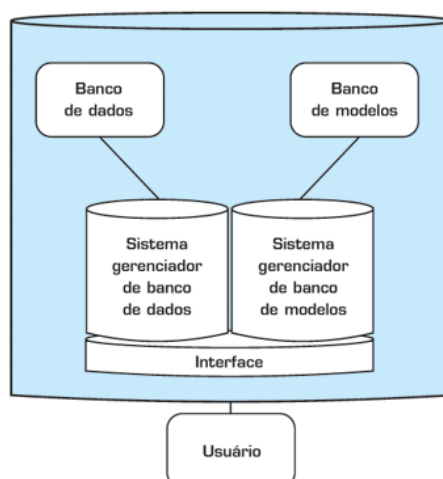 Banco
de dados
Banco
de modelos
Sistema
gerenciador
de banco
de dados
Sistema
gerenciador
de banco
de modelos
Interface
Usuário